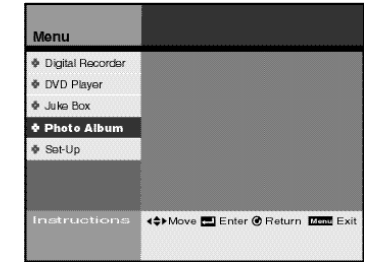 Menu
Digital Recorder
DVD Player
Juke Box
Photo Album
Set-Up
Instructions Move Enter Return Menu Exit